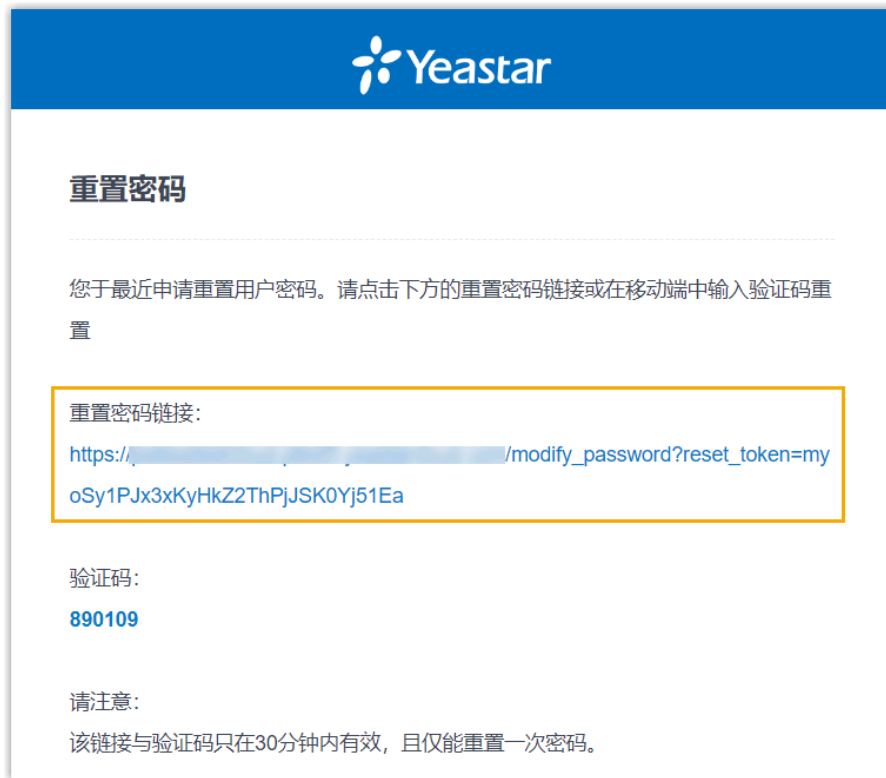 Yeastar
重置密码
您于最近申请重置用户密码。请点击下方的重置密码链接或在移动端中输入验证码重
置
重置密码链接：
https:// /modify_password?reset_token=my
oSy1PJx3xKyHkZ2ThPjJSK0Yj51Ea
验证码：
890109
请注意：
该链接与验证码只在30分钟内有效，且仅能重置一次密码。